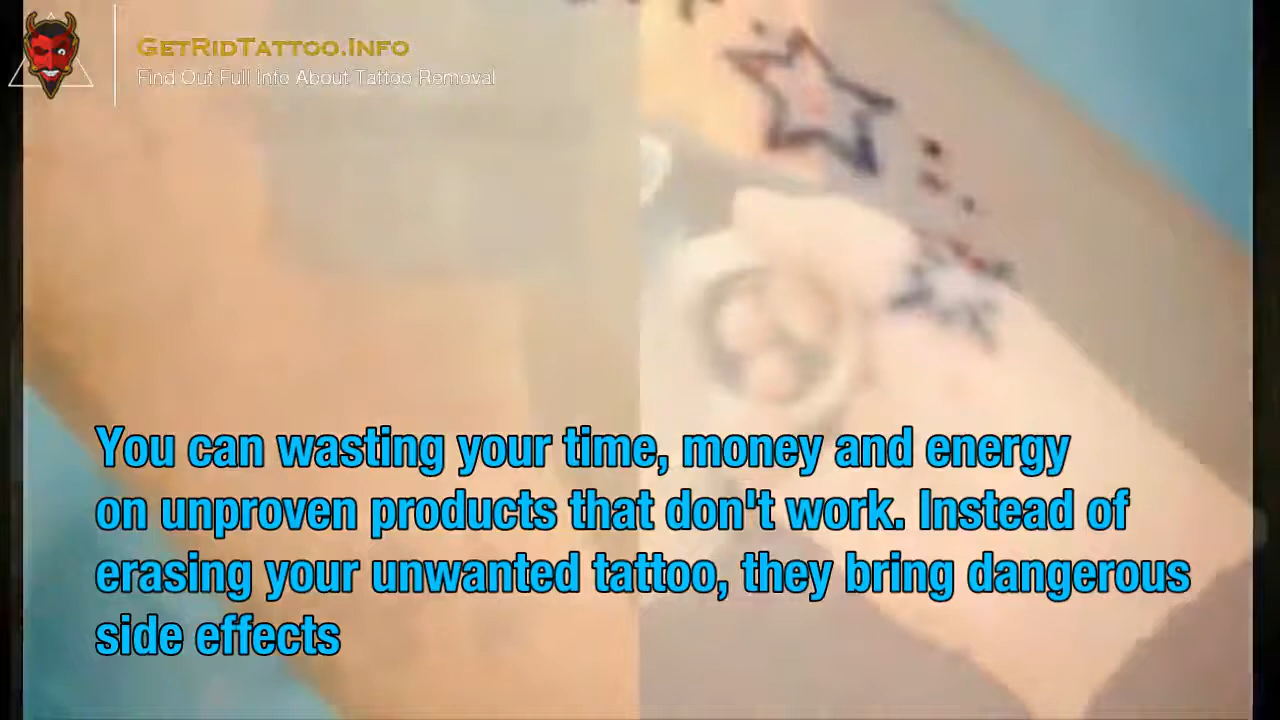 GetRidTattoo.Info
Find Out Full Info About Tattoo Removal
You can wasting your time, money and energy
on unproven products that don't work. Instead of
erasing your unwanted tattoo, they bring dangerous
side effects